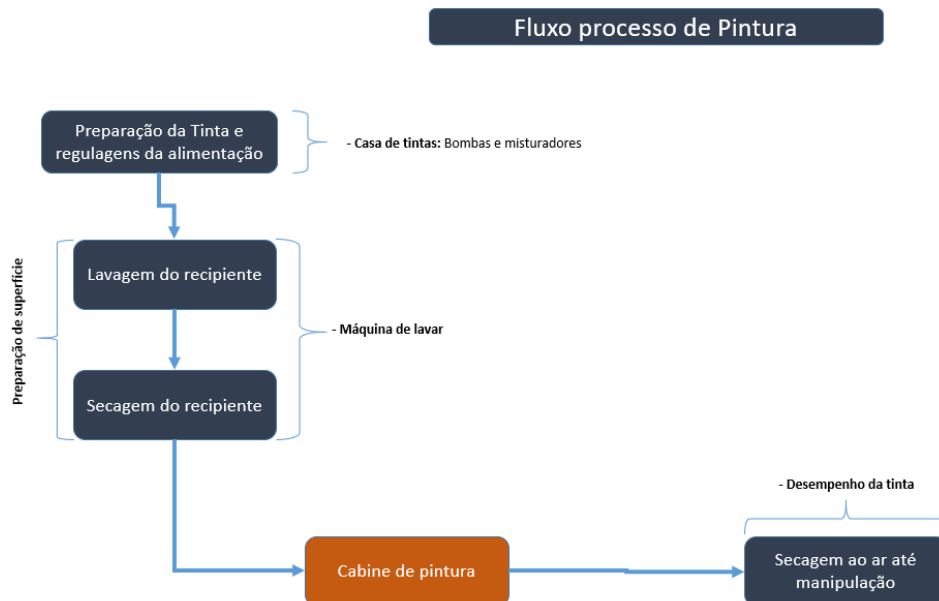 Fluxo processo de Pintura
Preparação da Tinta e
regulagens da alimentação
- Casa de tintas: Bombas e misturadores
Preparação de superfície
Lavagem do recipiente
- Máquina de lavar
Secagem do recipiente
- Desempenho da tinta
Cabine de pintura
Secagem ao ar até
manipulação